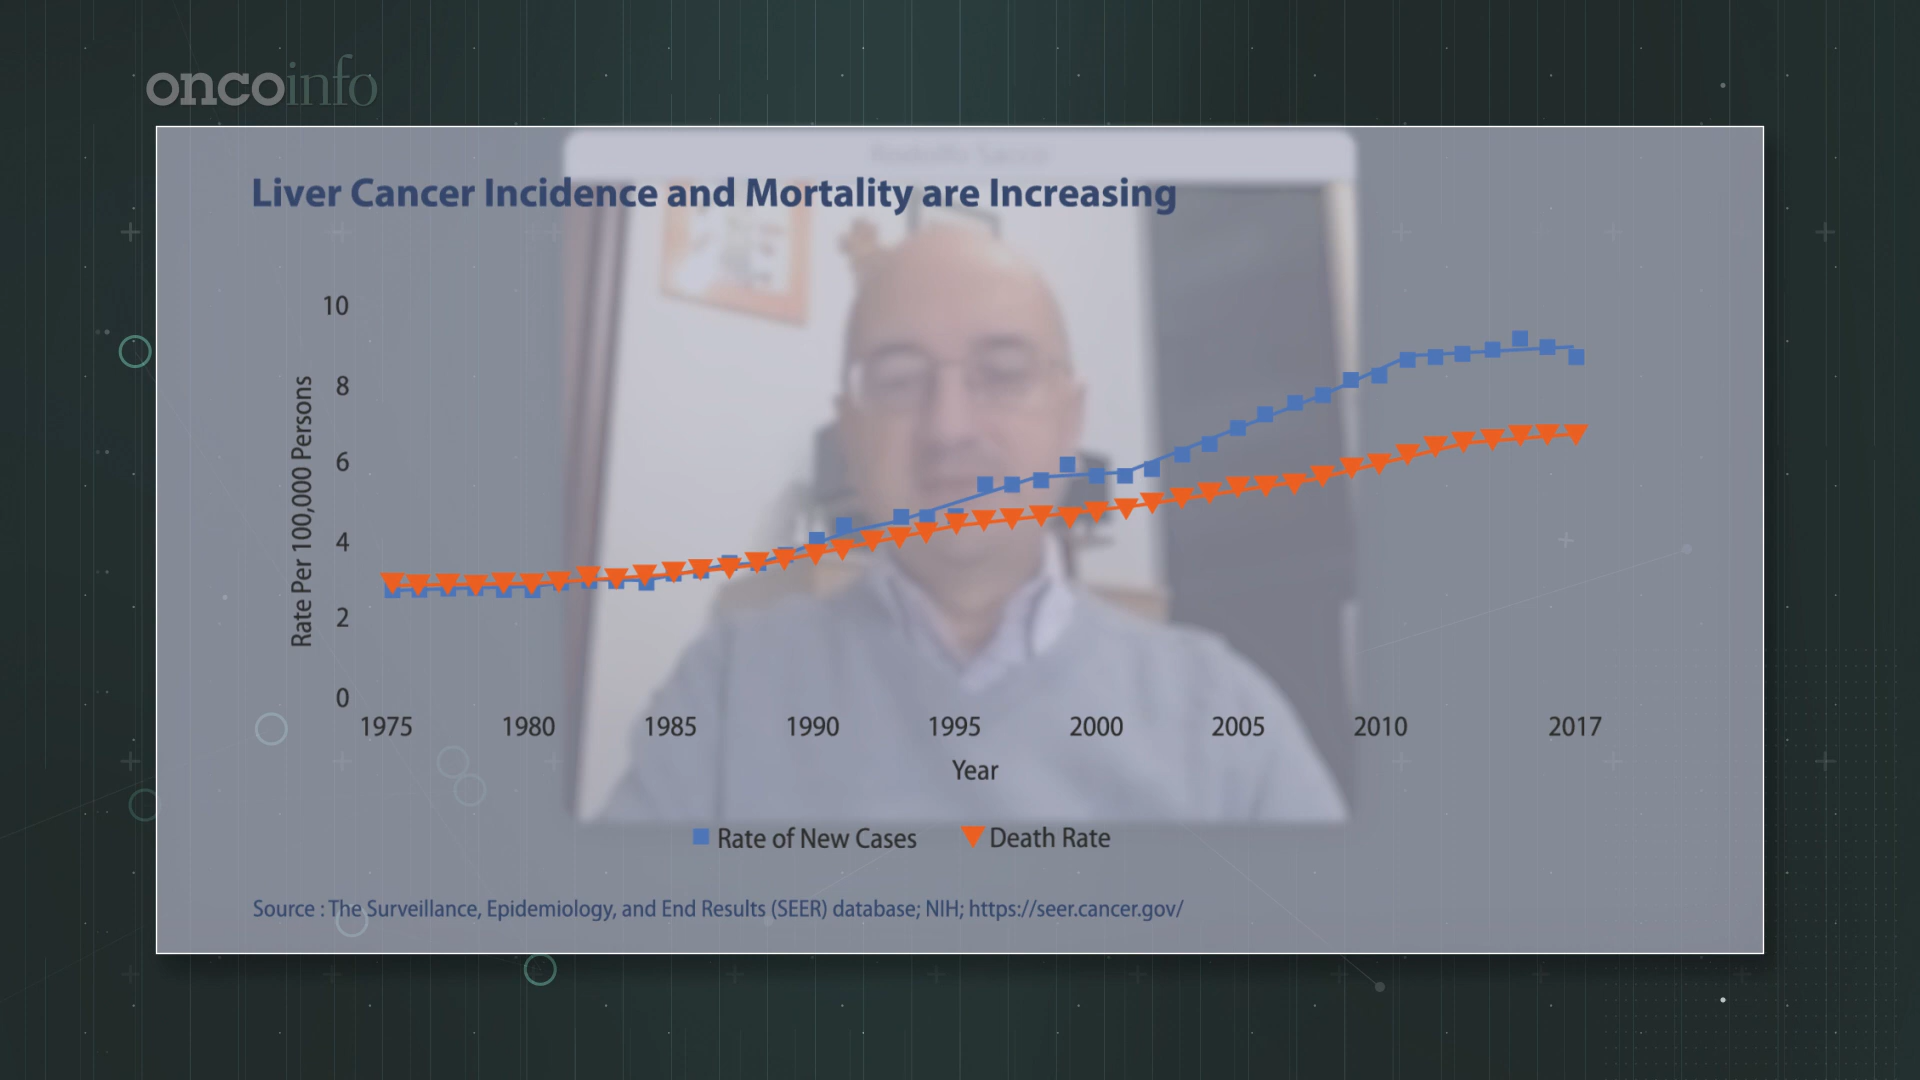 oncoinfo
Rodolfo Sacco
Liver Cancer Incidence and Mortality are Increasing
10
8
6
4
2
0
Rate Per 100,000 Persons
1975 1980 1985 1990 1995 2000 2005 2010 2017
Year
Rate of New Cases Death Rate
Source : The Surveillance, Epidemiology, and End Results (SEER) database; NIH; https://seer.cancer.gov/